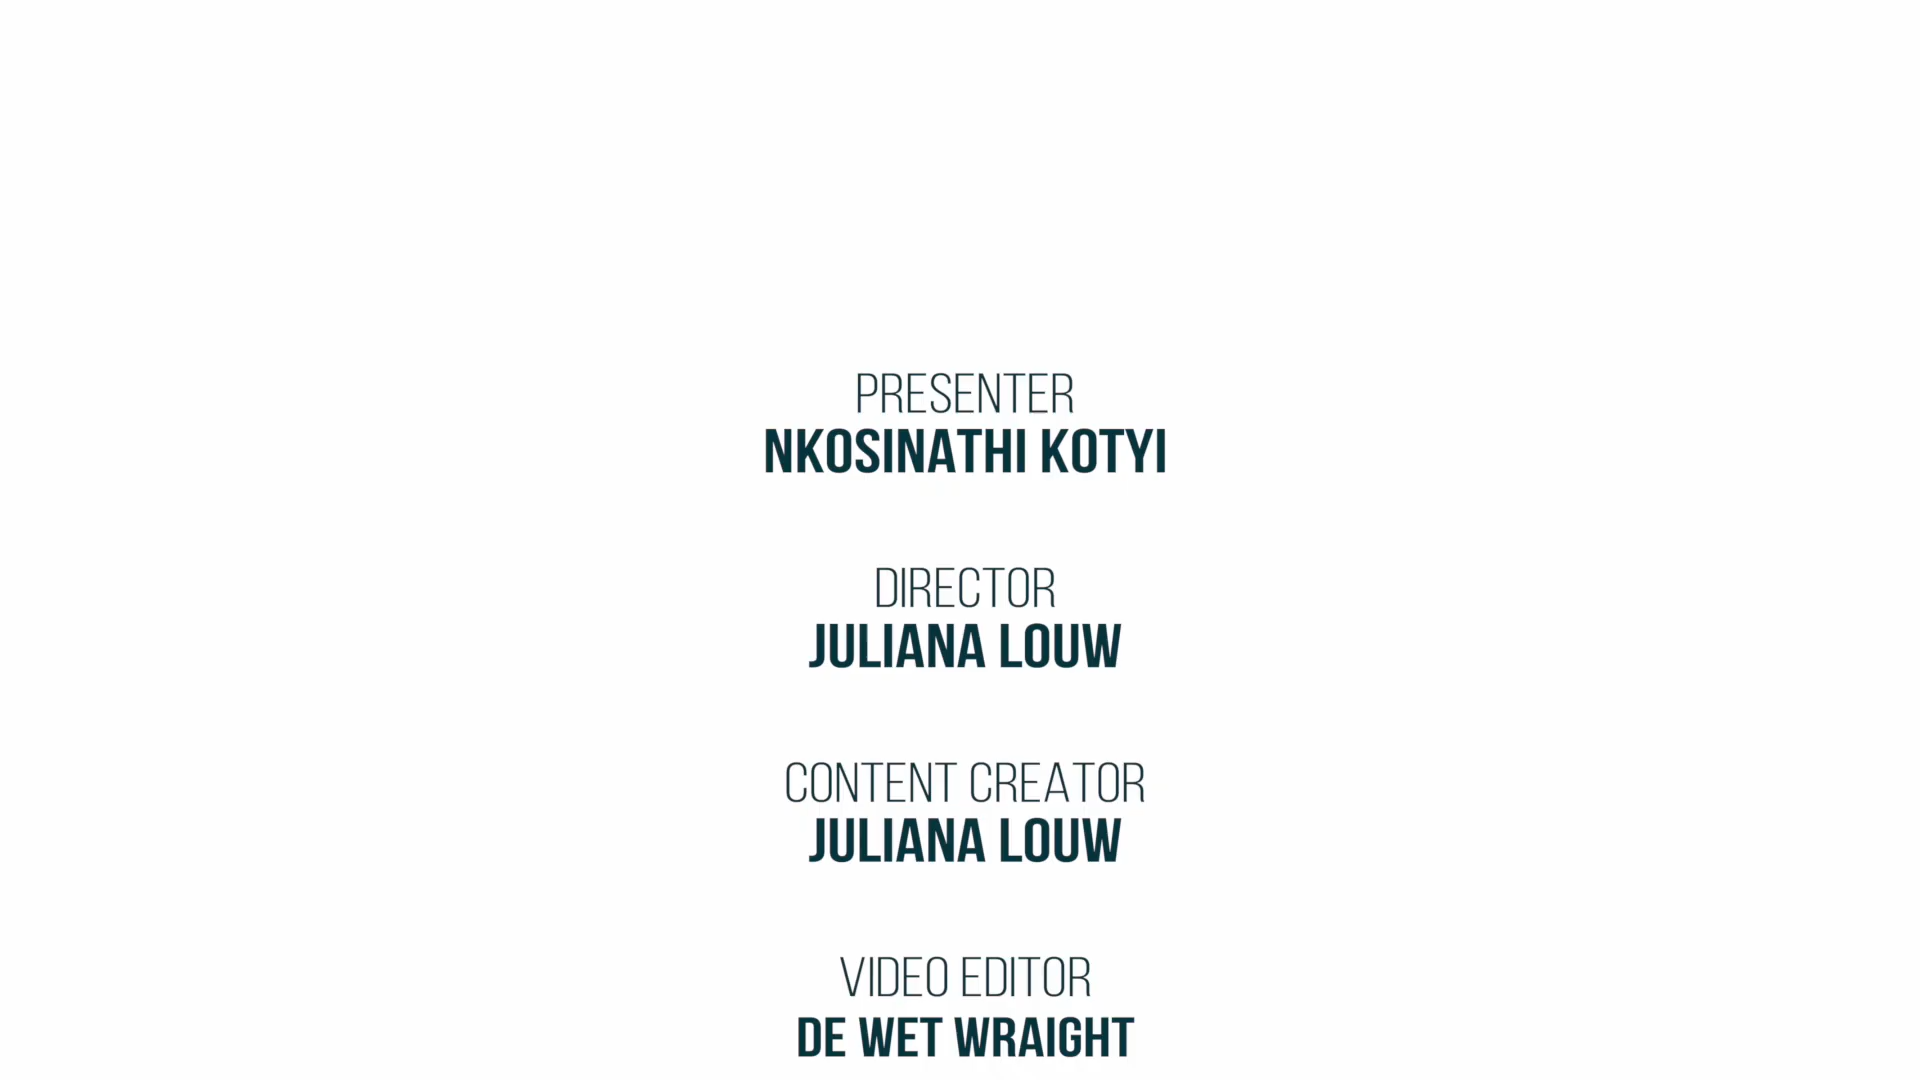 PRESENTER
NKOSINATHI KOTYI
DIRECTOR
JULIANA LOUW
CONTENT CREATOR
JULIANA LOUW
VIDEO EDITOR
DE WET WRAIGHT